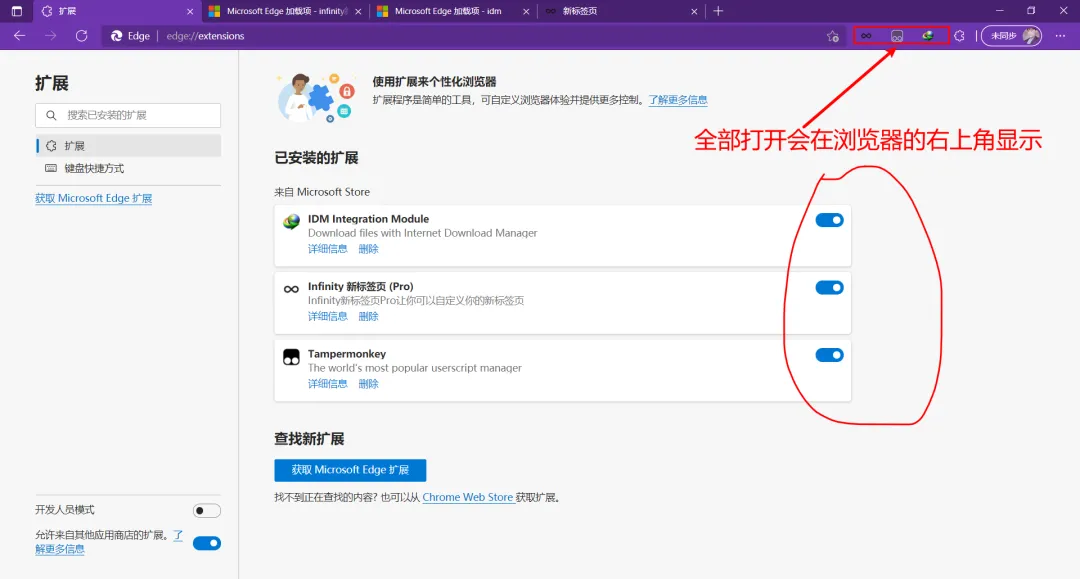 扩展
Microsoft Edge 加载项 - infinity
Microsoft Edge 加载项 - idm
新标签页
Edge
edge://extensions
未同步
扩展
搜索已安装的扩展
扩展
键盘快捷方式
获取 Microsoft Edge 扩展
开发人员模式
允许来自其他应用商店的扩展。了
解更多信息
使用扩展来个性化浏览器
扩展程序是简单的工具，可自定义浏览器体验并提供更多控制。了解更多信息
全部打开会在浏览器的右上角显示
已安装的扩展
来自 Microsoft Store
IDM Integration Module
Download files with Internet Download Manager
详细信息 删除
Infinity 新标签页 (Pro)
Infinity新标签页Pro让你可以自定义你的新标签页
详细信息 删除
Tampermonkey
The world's most popular userscript manager
详细信息 删除
查找新扩展
获取 Microsoft Edge 扩展
找不到正在查找的内容? 也可以从 Chrome Web Store 获取扩展。